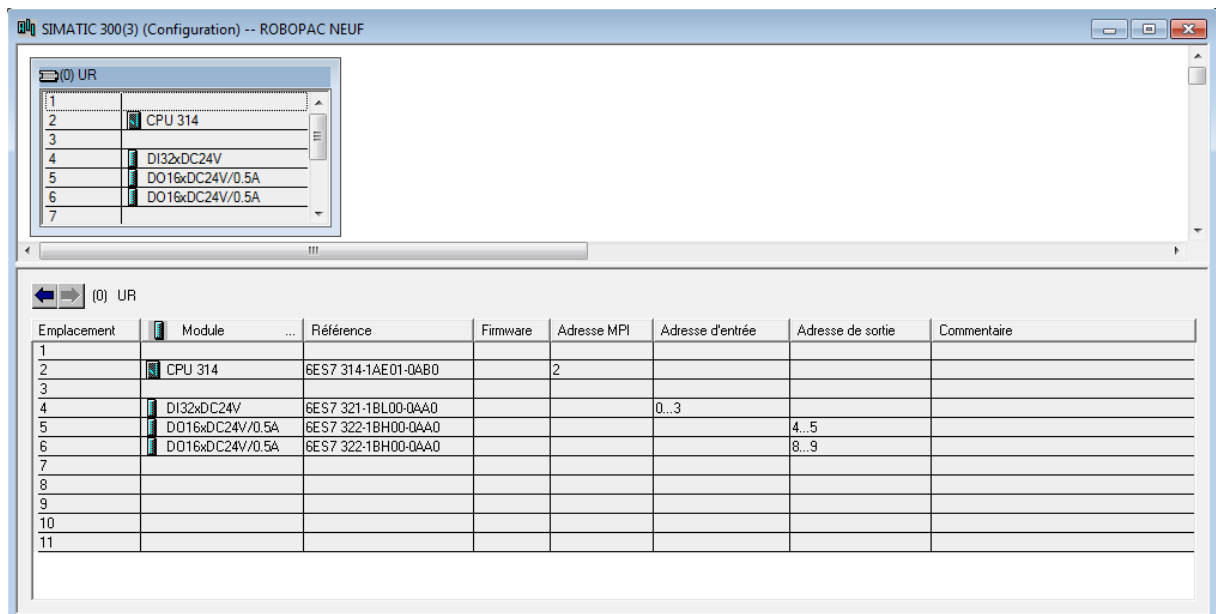 SIMATIC 300(3) (Configuration) -- ROBOPAC NEUF
(0) UR
1
2 CPU 314
3
4 DI32xDC24V
5 DO16xDC24V/0.5A
6 DO16xDC24V/0.5A
7
(0) UR
Emplacement Module ... Référence Firmware Adresse MPI Adresse d'entrée Adresse de sortie Commentaire
1
2 CPU 314 6ES7 314-1AE01-0AB0 2
3
4 DI32xDC24V 6ES7 321-1BL00-0AA0 0...3
5 DO16xDC24V/0.5A 6ES7 322-1BH00-0AA0 4...5
6 DO16xDC24V/0.5A 6ES7 322-1BH00-0AA0 8...9
7
8
9
10
11